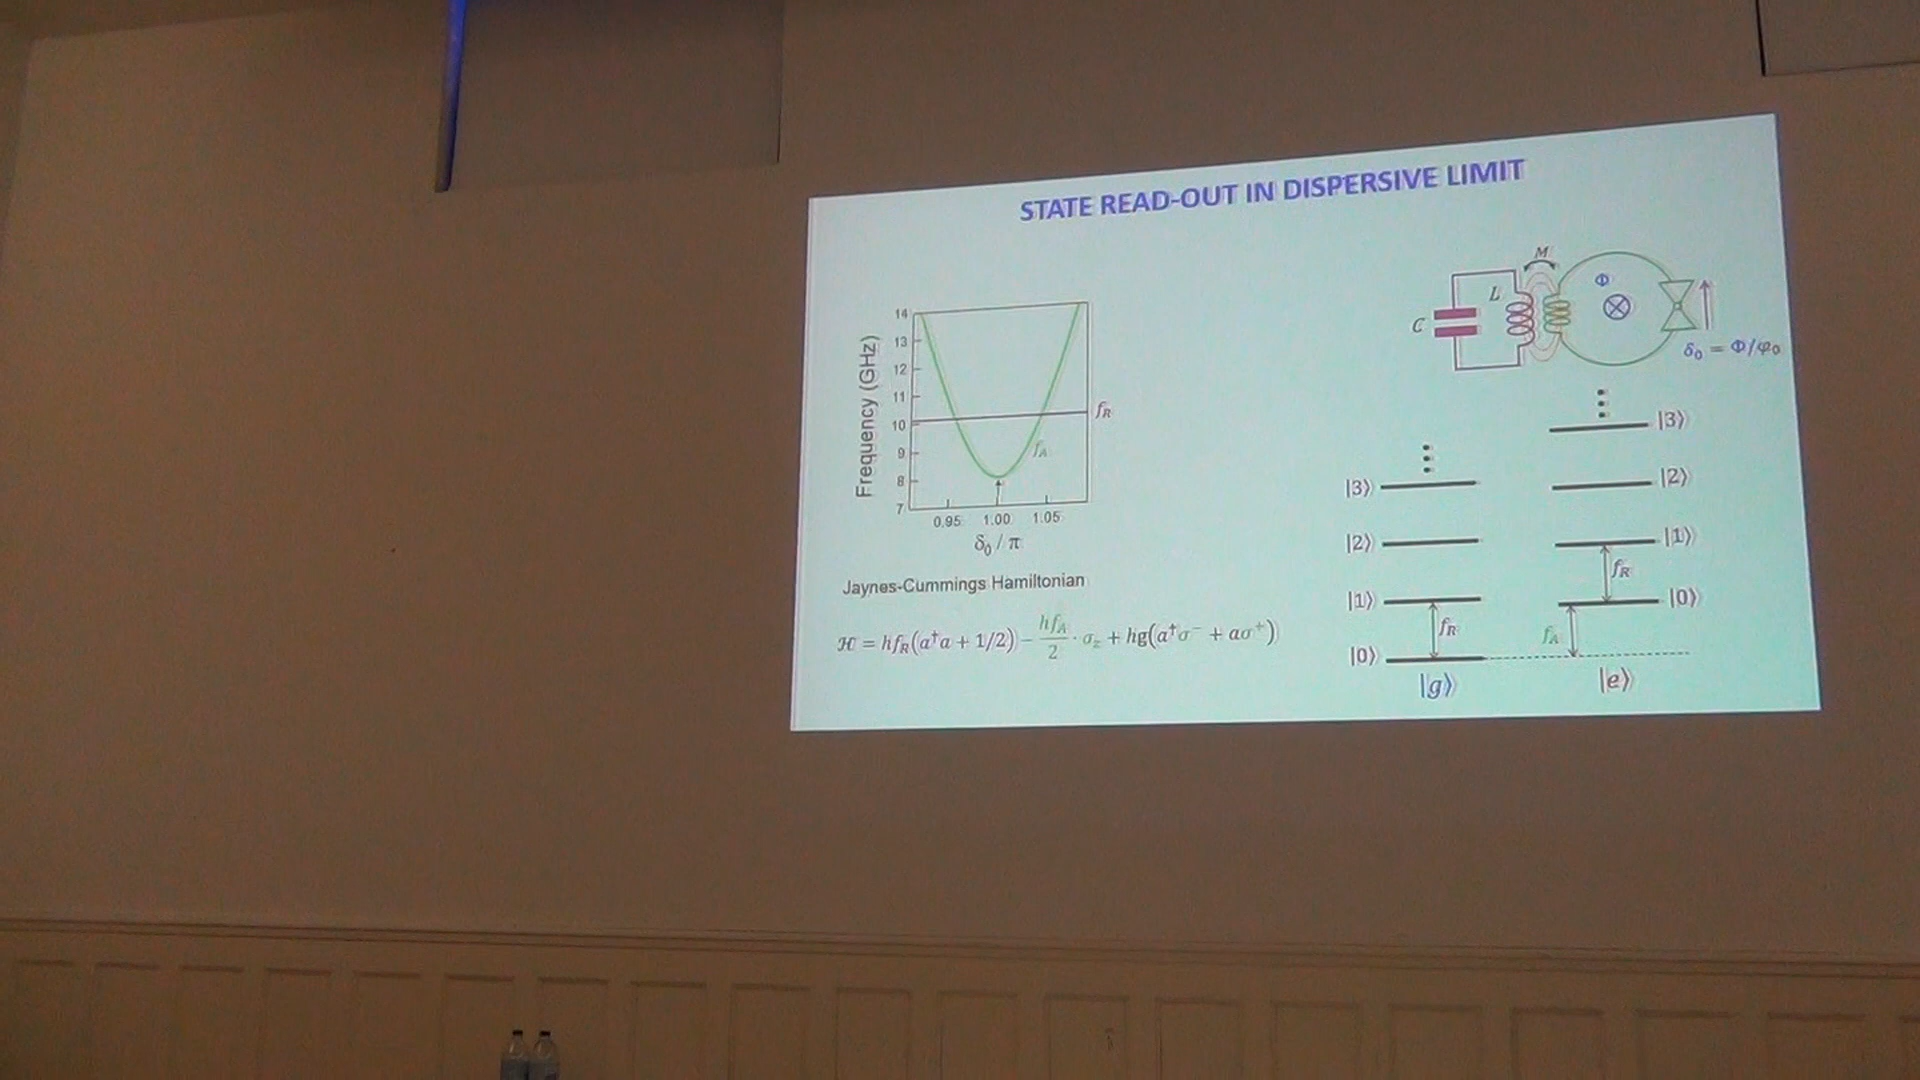 STATE READ-OUT IN DISPERSIVE LIMIT
M
L
Φ
C
δ₀ = Φ/φ₀
Frequency (GHz)
14
13
12
11
10
9
8
7
f_R
f_A
0.95 1.00 1.05
δ₀ / π
Jaynes-Cummings Hamiltonian
ℋ = hf_R(a†a + 1/2) − hf_A/2 · σ_z + hg(a†σ⁻ + aσ⁺)
|3⟩
|2⟩
|1⟩
f_R
|0⟩
|g⟩
|3⟩
|2⟩
|1⟩
f_R
|0⟩
f_A
|e⟩